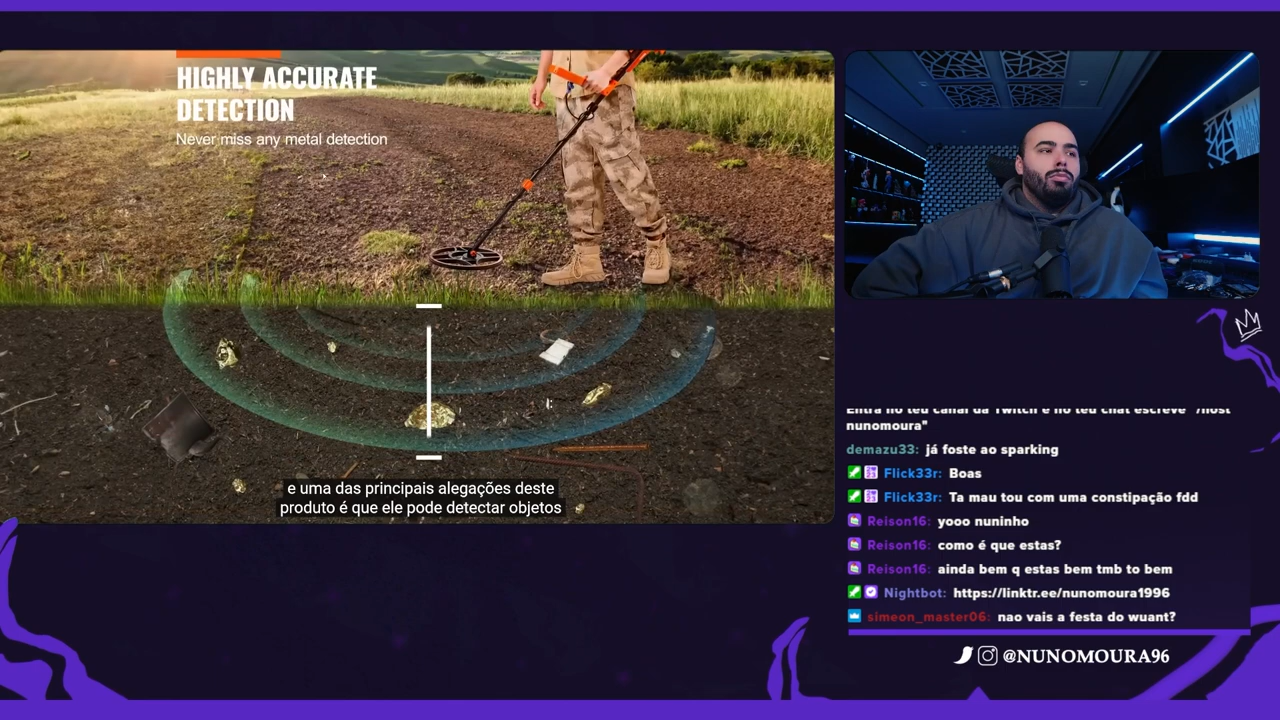 HIGHLY ACCURATE
DETECTION
Never miss any metal detection
e uma das principais alegações deste
produto é que ele pode detectar objetos
Entra no teu canal da Twitch e no teu chat escreve "/host
nunomoura"
demazu33: já foste ao sparking
Flick33r: Boas
Flick33r: Ta mau tou com uma constipação fdd
Reison16: yooo nuninho
Reison16: como é que estas?
Reison16: ainda bem q estas bem tmb to bem
Nightbot: https://linktr.ee/nunomoura1996
simeon_master06: nao vais a festa do wuant?
@NUNOMOURA96